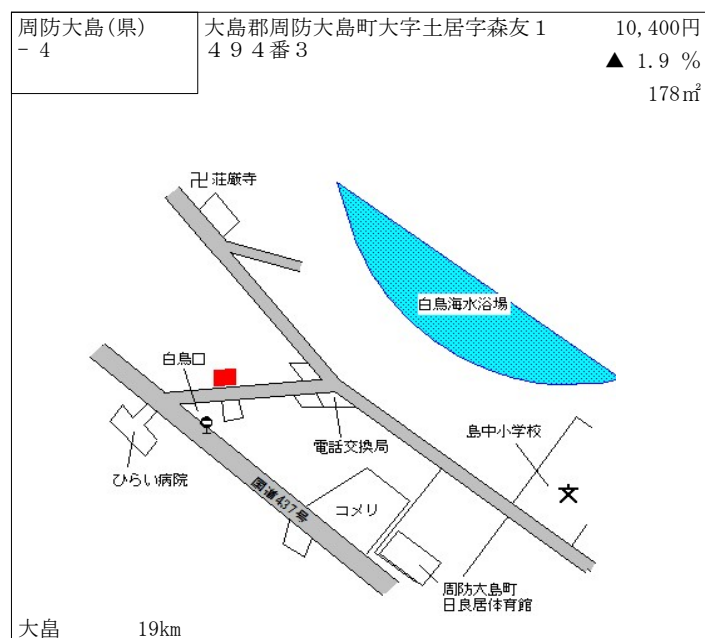 周防大島(県)
－4
大島郡周防大島町大字土居字森友１
４９４番３
10,400円
▲ 1.9 %
178㎡
卍荘厳寺
白鳥海水浴場
白鳥口
電話交換局
島中小学校
ひらい病院
国道437号
コメリ
周防大島町
日良居体育館
大畠 19km